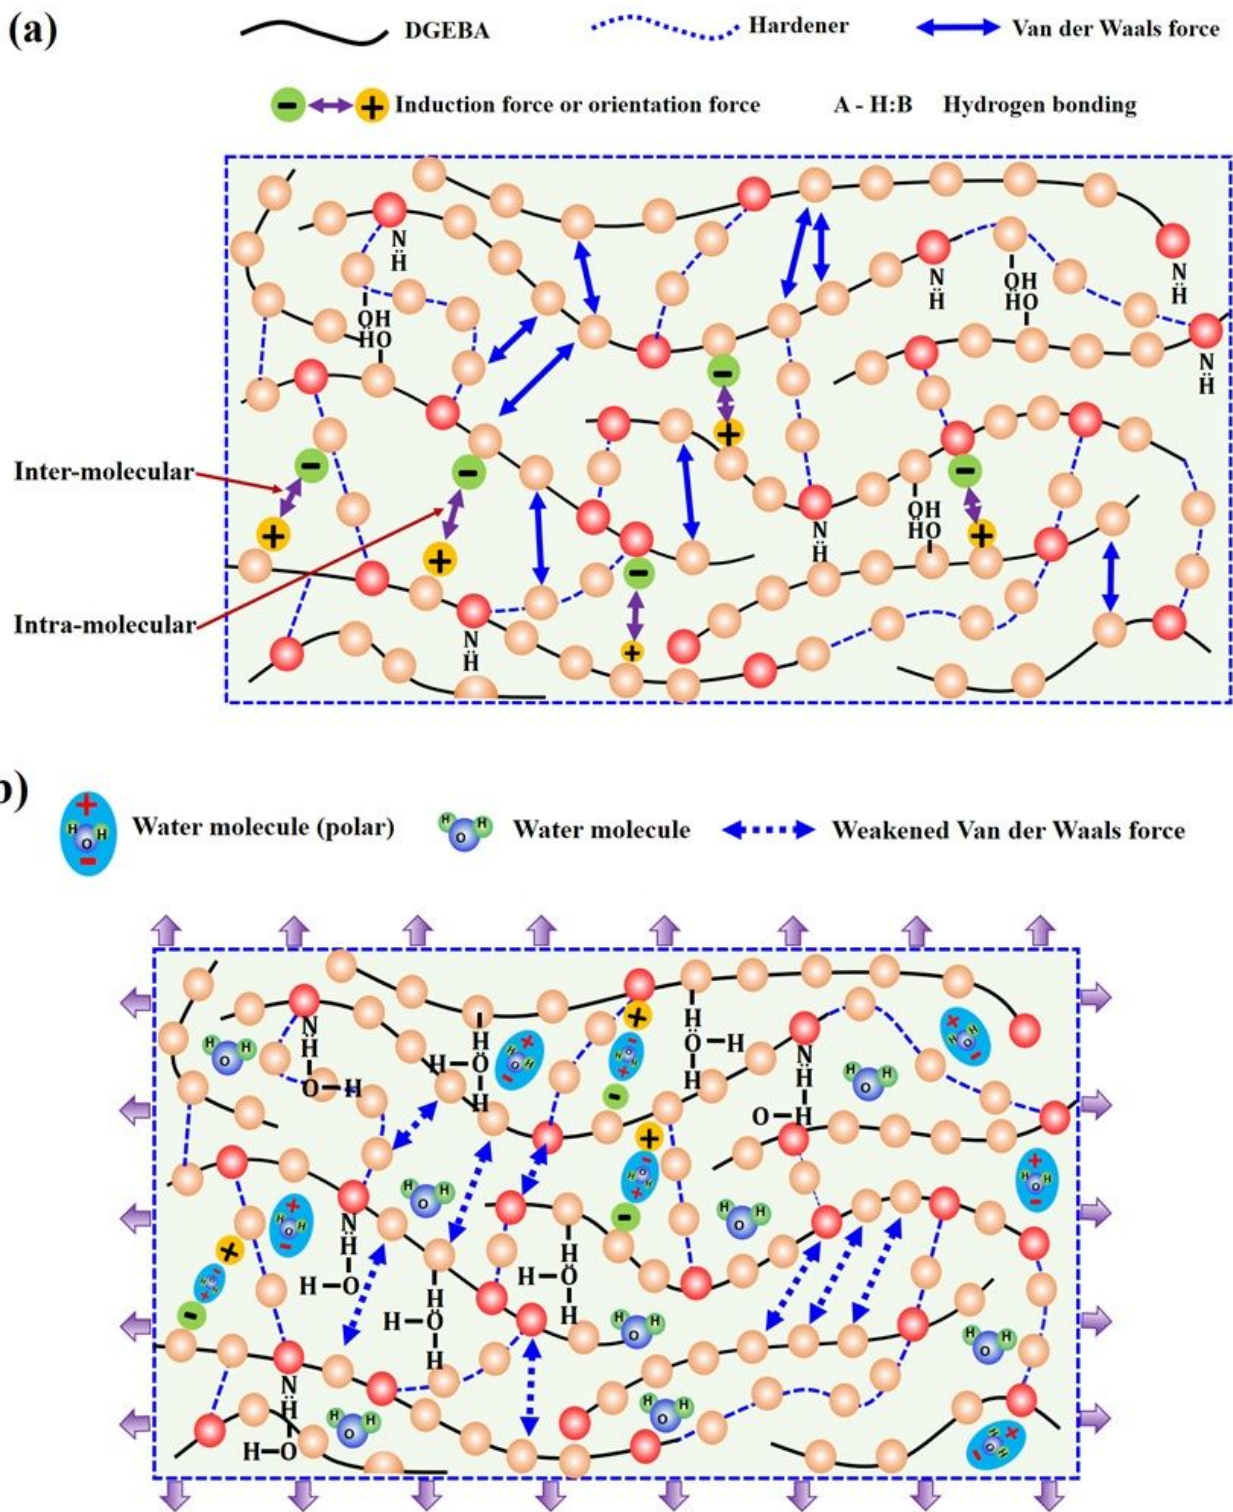 (a)
DGEBA
Hardener
Van der Waals force
Induction force or orientation force
A - H:B Hydrogen bonding
N
H
N
H
OH
HO
N
H
OH
HO
N
H
Inter-molecular
OH
HO
N
H
Intra-molecular
N
H
b)
Water molecule (polar)
Water molecule
Weakened Van der Waals force
H H
O
N
H
O-H
H
H-O
H
H
O-H
H
N
H
O-H
H H
O
H H
O
H H
O
N
H
H-O
H
H-O
H
H
H-O
H
H H
O
H H
O
N
H
H-O
H H
O
H H
O